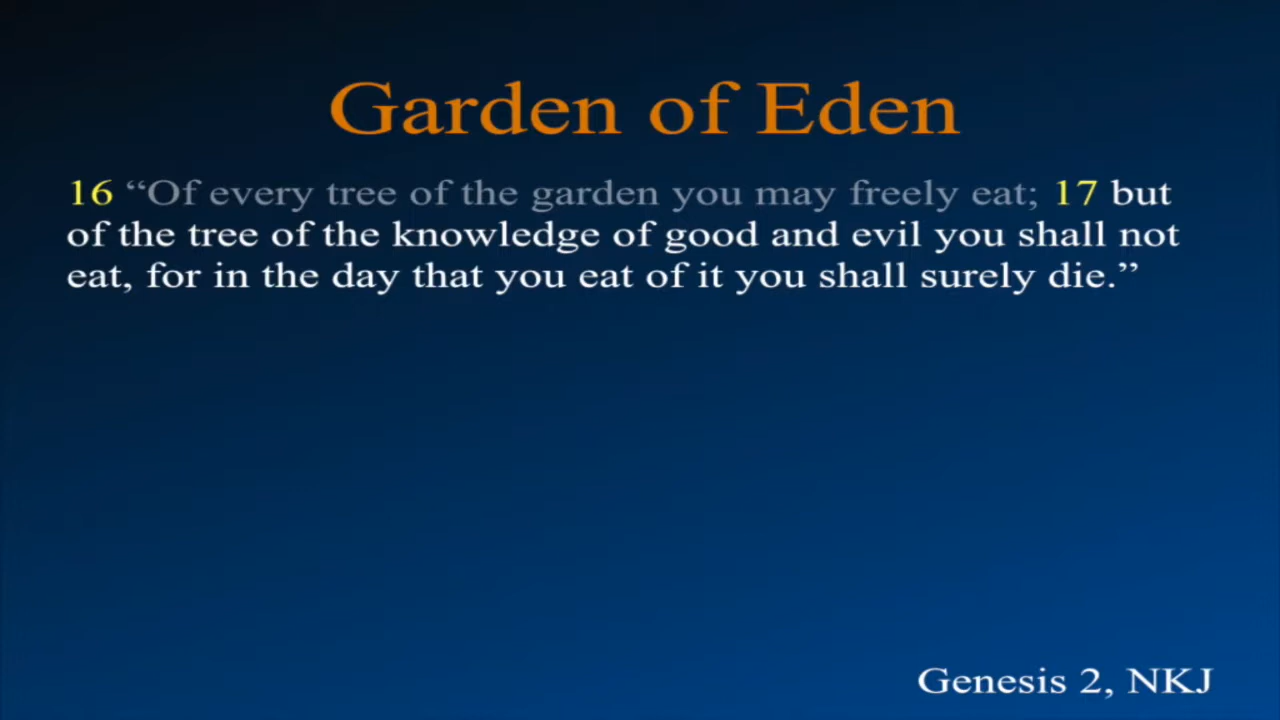 Garden of Eden
16 “Of every tree of the garden you may freely eat; 17 but
of the tree of the knowledge of good and evil you shall not
eat, for in the day that you eat of it you shall surely die.”
Genesis 2, NKJ